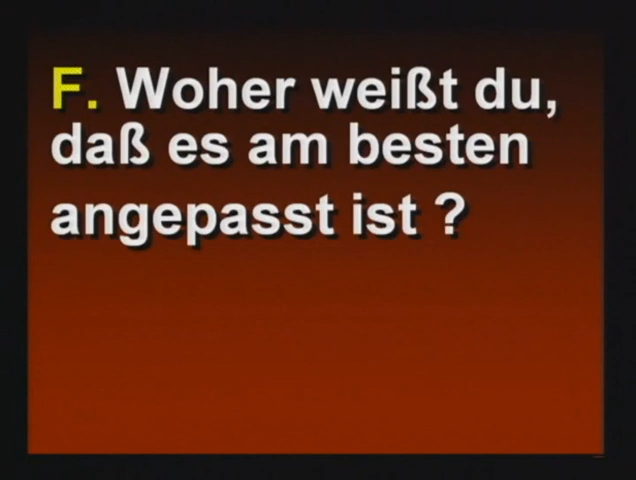 F. Woher weißt du,
daß es am besten
angepasst ist ?